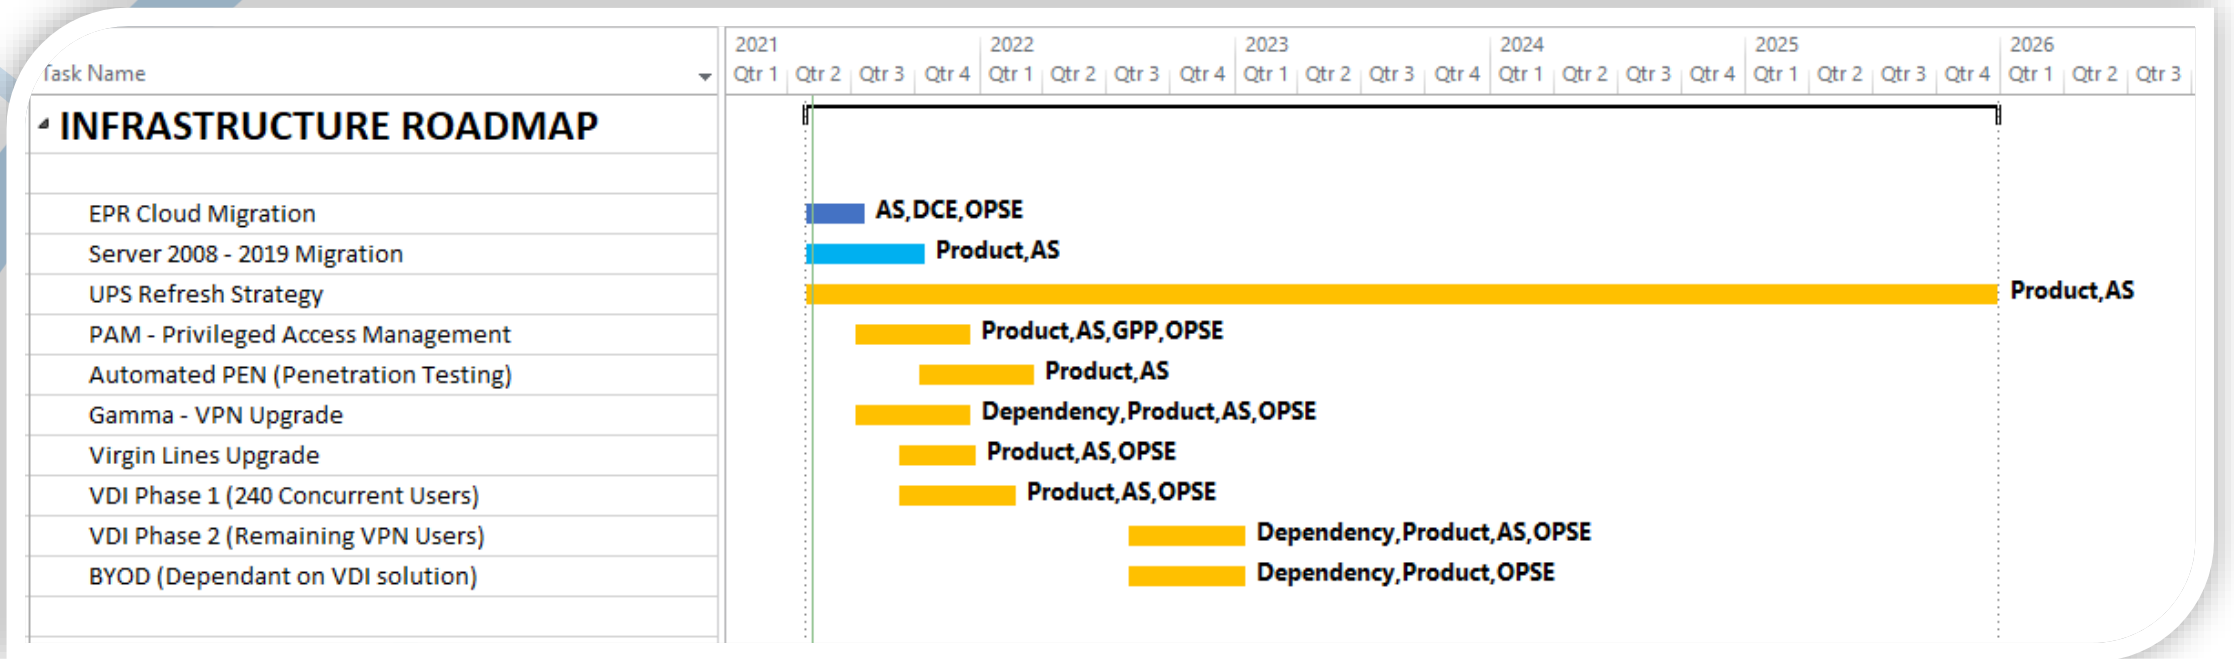 2021 2022 2023 2024 2025 2026
Task Name Qtr 1 Qtr 2 Qtr 3 Qtr 4 Qtr 1 Qtr 2 Qtr 3 Qtr 4 Qtr 1 Qtr 2 Qtr 3 Qtr 4 Qtr 1 Qtr 2 Qtr 3 Qtr 4 Qtr 1 Qtr 2 Qtr 3 Qtr 4 Qtr 1 Qtr 2 Qtr 3
INFRASTRUCTURE ROADMAP
EPR Cloud Migration AS,DCE,OPSE
Server 2008 - 2019 Migration Product,AS
UPS Refresh Strategy Product,AS
PAM - Privileged Access Management Product,AS,GPP,OPSE
Automated PEN (Penetration Testing) Product,AS
Gamma - VPN Upgrade Dependency,Product,AS,OPSE
Virgin Lines Upgrade Product,AS,OPSE
VDI Phase 1 (240 Concurrent Users) Product,AS,OPSE
VDI Phase 2 (Remaining VPN Users) Dependency,Product,AS,OPSE
BYOD (Dependant on VDI solution) Dependency,Product,OPSE